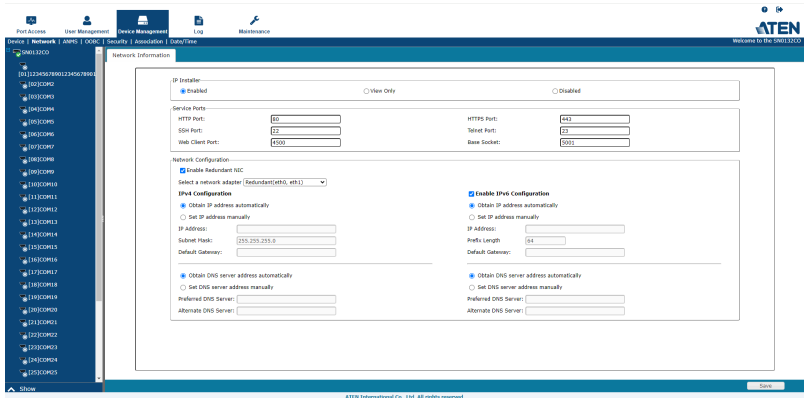 Port Access
User Management
Device Management
Log
Maintenance
ATEN
Device | Network | ANMS | OOBC | Security | Association | Date/Time
Welcome to the SN0132CO
SN0132CO
[01]123456789012345678901
[02]COM2
[03]COM3
[04]COM4
[05]COM5
[06]COM6
[07]COM7
[08]COM8
[09]COM9
[10]COM10
[11]COM11
[12]COM12
[13]COM13
[14]COM14
[15]COM15
[16]COM16
[17]COM17
[18]COM18
[19]COM19
[20]COM20
[21]COM21
[22]COM22
[23]COM23
[24]COM24
[25]COM25
Show
Network Information
IP Installer
Enabled
View Only
Disabled
Service Ports
HTTP Port: 80
HTTPS Port: 443
SSH Port: 22
Telnet Port: 23
Web Client Port: 4500
Base Socket: 5001
Network Configuration
Enable Redundant NIC
Select a network adapter Redundant(eth0, eth1)
IPv4 Configuration
Obtain IP address automatically
Set IP address manually
IP Address:
Subnet Mask: 255.255.255.0
Default Gateway:
Obtain DNS server address automatically
Set DNS server address manually
Preferred DNS Server:
Alternate DNS Server:
Enable IPv6 Configuration
Obtain IP address automatically
Set IP address manually
IP Address:
Prefix Length 64
Default Gateway:
Obtain DNS server address automatically
Set DNS server address manually
Preferred DNS Server:
Alternate DNS Server:
Save
ATEN International Co., Ltd. All rights reserved.